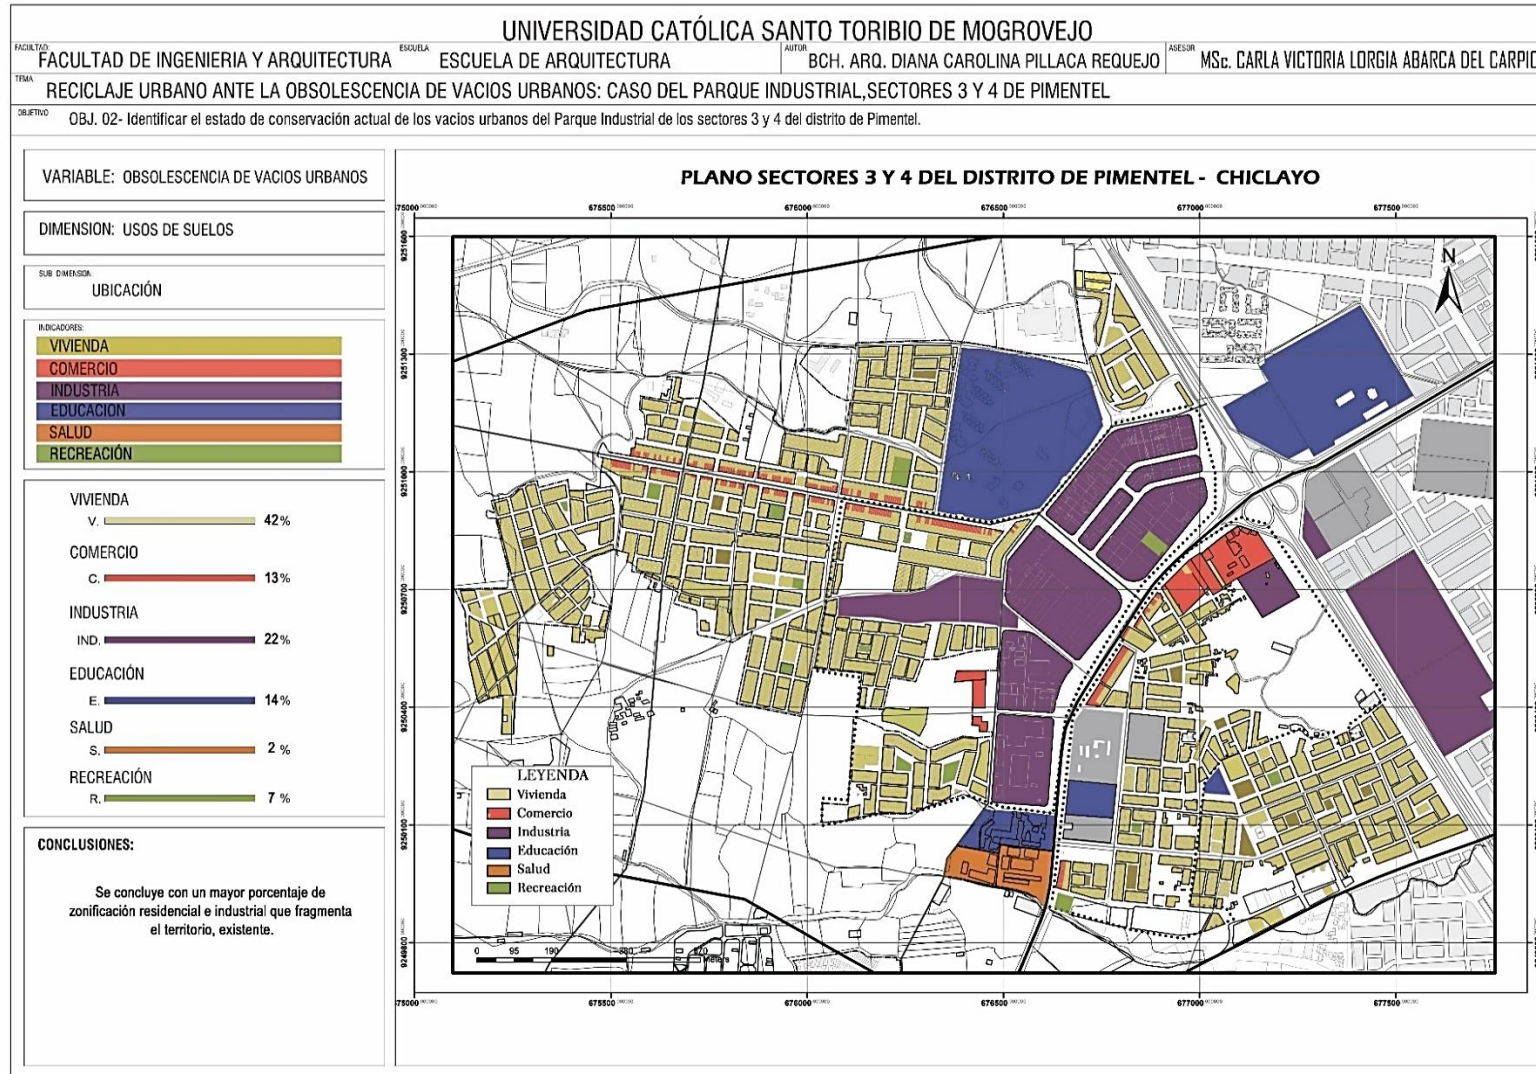 UNIVERSIDAD CATÓLICA SANTO TORIBIO DE MOGROVEJO
FACULTAD:
FACULTAD DE INGENIERIA Y ARQUITECTURA
ESCUELA
ESCUELA DE ARQUITECTURA
AUTOR
BCH. ARQ. DIANA CAROLINA PILLACA REQUEJO
ASESOR
MSc. CARLA VICTORIA LORGIA ABARCA DEL CARPIO
TEMA
RECICLAJE URBANO ANTE LA OBSOLESCENCIA DE VACIOS URBANOS: CASO DEL PARQUE INDUSTRIAL,SECTORES 3 Y 4 DE PIMENTEL
OBJETIVO
OBJ. 02- Identificar el estado de conservación actual de los vacios urbanos del Parque Industrial de los sectores 3 y 4 del distrito de Pimentel.
VARIABLE: OBSOLESCENCIA DE VACIOS URBANOS
DIMENSION: USOS DE SUELOS
SUB DIMENSION:
UBICACIÓN
INDICADORES:
VIVIENDA
COMERCIO
INDUSTRIA
EDUCACION
SALUD
RECREACIÓN
VIVIENDA
V. 42%
COMERCIO
C. 13%
INDUSTRIA
IND. 22%
EDUCACIÓN
E. 14%
SALUD
S. 2 %
RECREACIÓN
R. 7 %
CONCLUSIONES:
Se concluye con un mayor porcentaje de
zonificación residencial e industrial que fragmenta
el territorio, existente.
PLANO SECTORES 3 Y 4 DEL DISTRITO DE PIMENTEL - CHICLAYO
75000 675500 676000 676500 677000 677500
9251600
9251300
9251000
9250700
9250400
9250100
9249800
N
LEYENDA
Vivienda
Comercio
Industria
Educación
Salud
Recreación
0 95 190 380
Meters
75000 675500 676000 676500 677000 677500